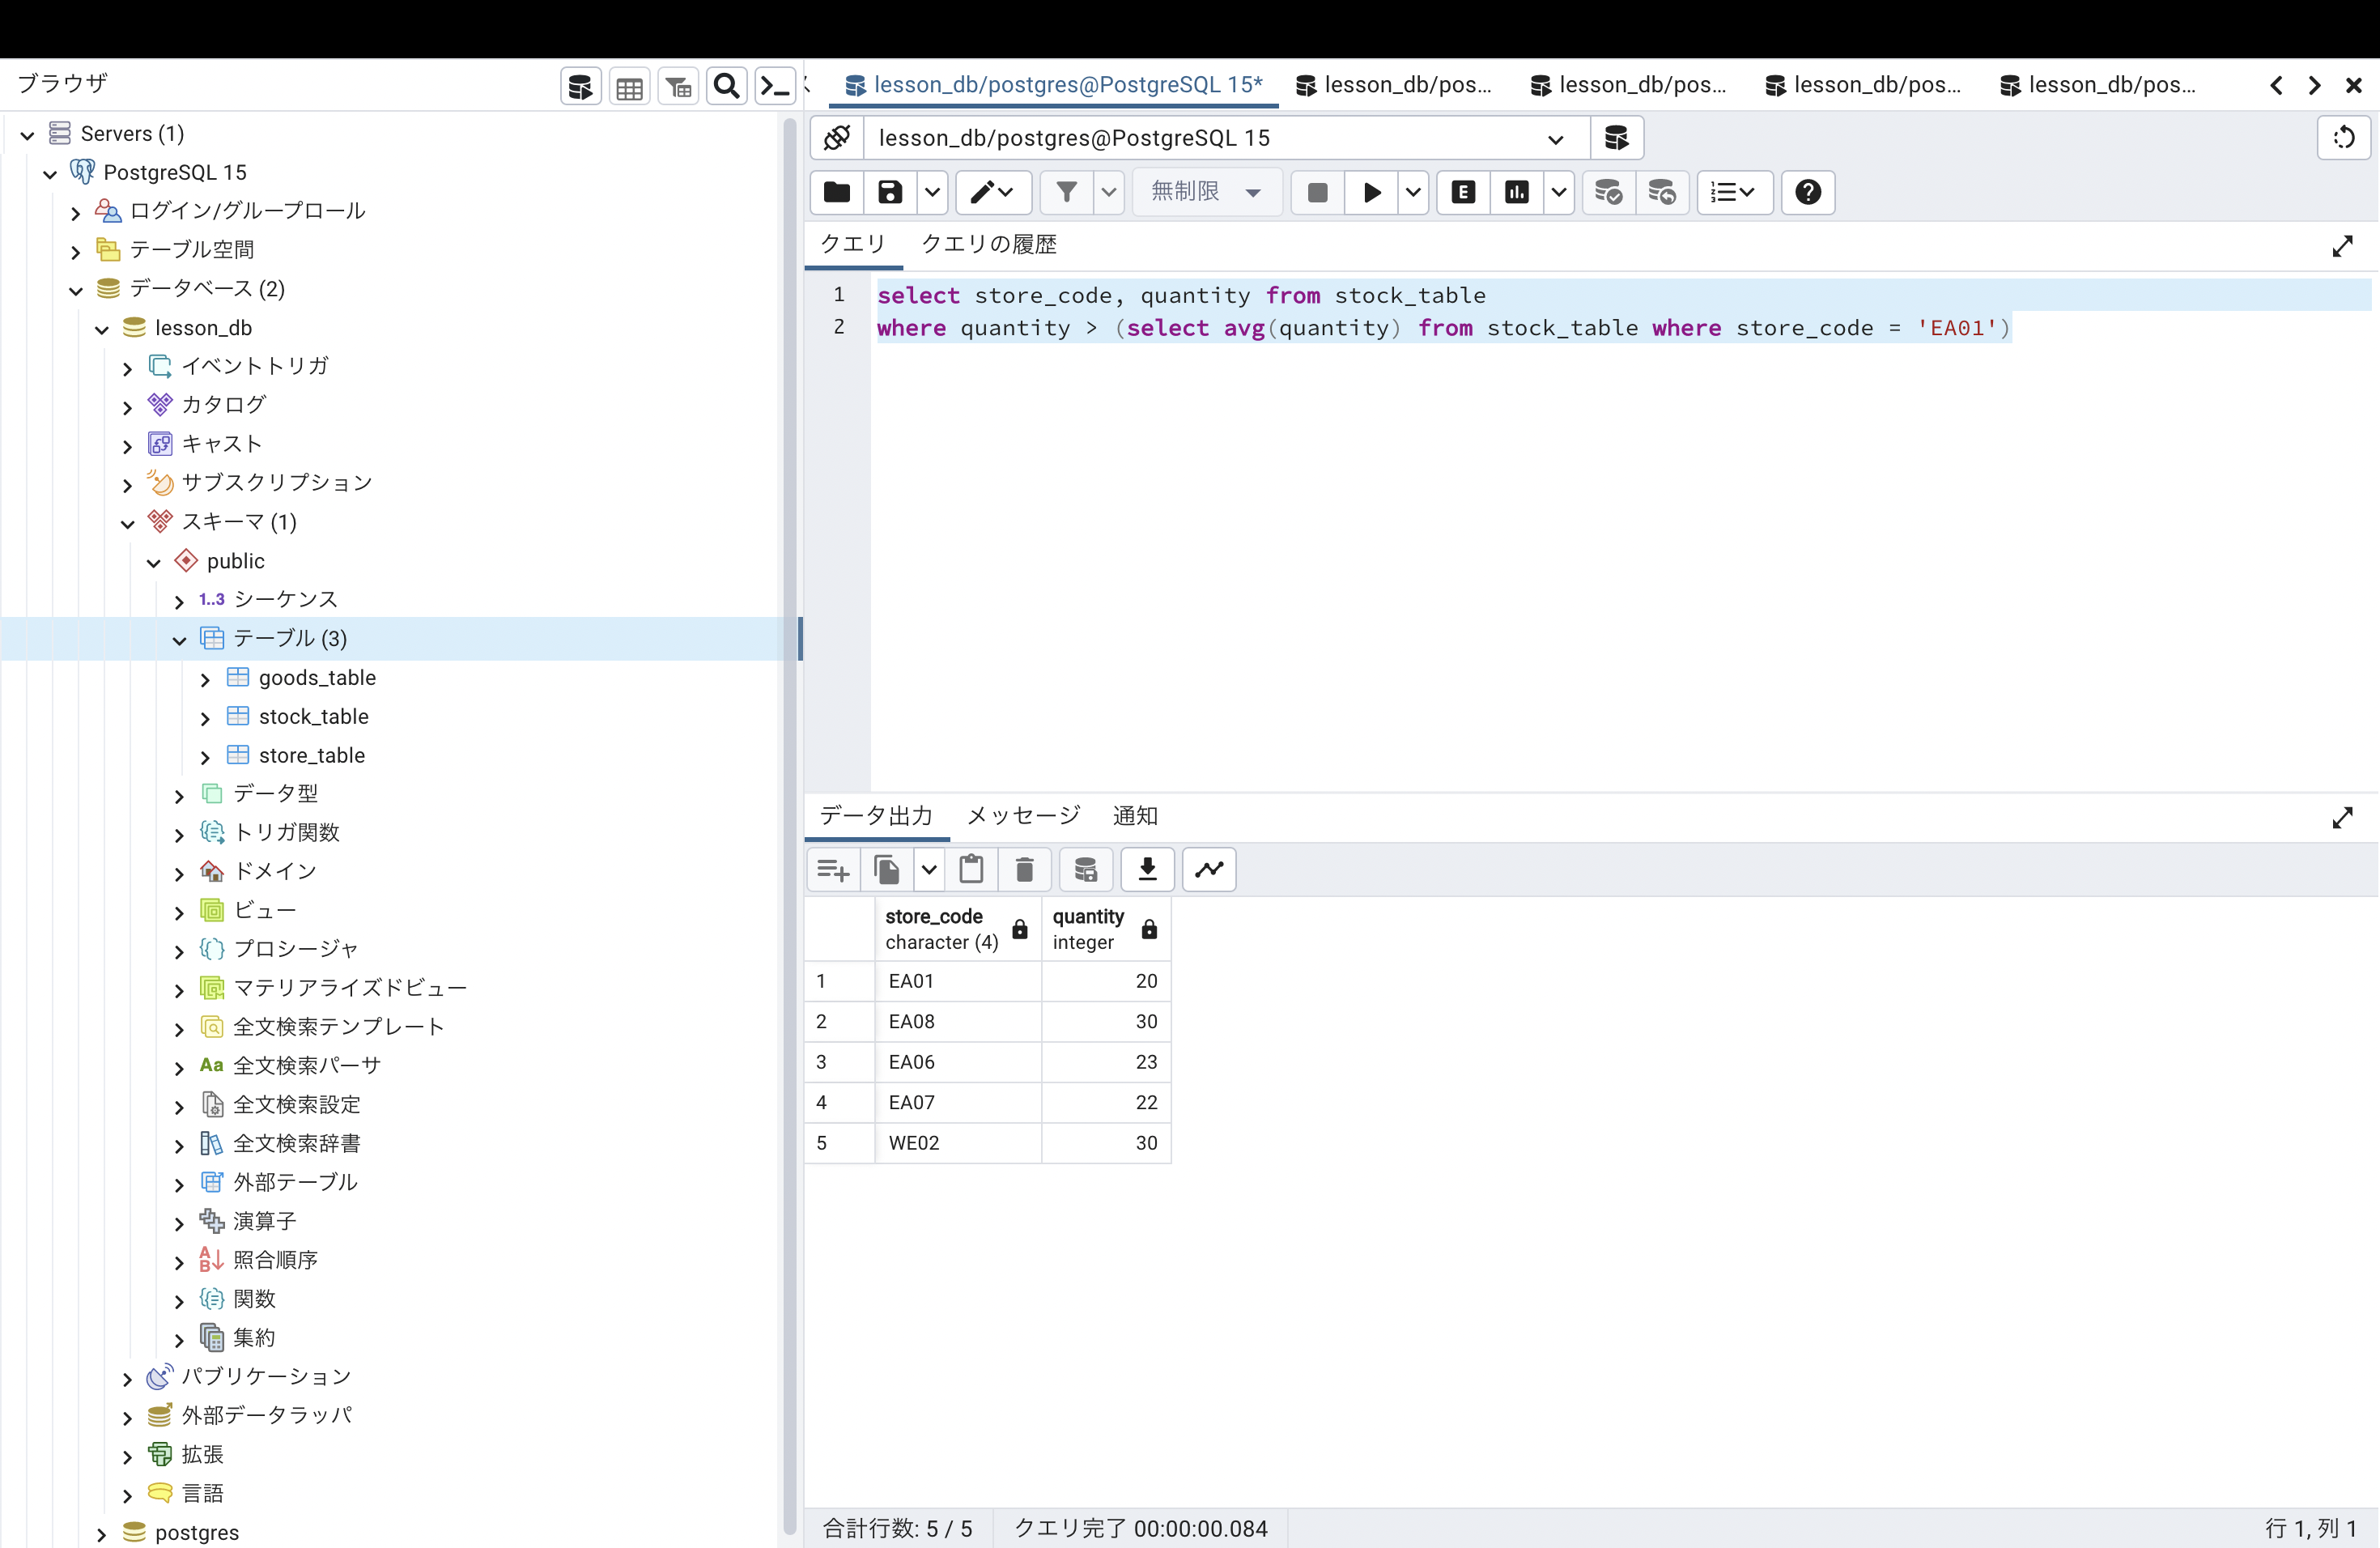 ブラウザ
Servers (1)
PostgreSQL 15
ログイン/グループロール
テーブル空間
データベース (2)
lesson_db
イベントトリガ
カタログ
キャスト
サブスクリプション
スキーマ (1)
public
1..3 シーケンス
テーブル (3)
goods_table
stock_table
store_table
データ型
トリガ関数
ドメイン
ビュー
プロシージャ
マテリアライズドビュー
全文検索テンプレート
Aa 全文検索パーサ
全文検索設定
全文検索辞書
外部テーブル
演算子
照合順序
関数
集約
パブリケーション
外部データラッパ
拡張
言語
postgres
lesson_db/postgres@PostgreSQL 15* lesson_db/pos... lesson_db/pos... lesson_db/pos... lesson_db/pos...
lesson_db/postgres@PostgreSQL 15
無制限 E
クエリ クエリの履歴
1 select store_code, quantity from stock_table
2 where quantity > (select avg(quantity) from stock_table where store_code = 'EA01')
データ出力 メッセージ 通知
store_code quantity
character (4) integer
1 EA01 20
2 EA08 30
3 EA06 23
4 EA07 22
5 WE02 30
合計行数: 5 / 5 クエリ完了 00:00:00.084 行 1, 列 1